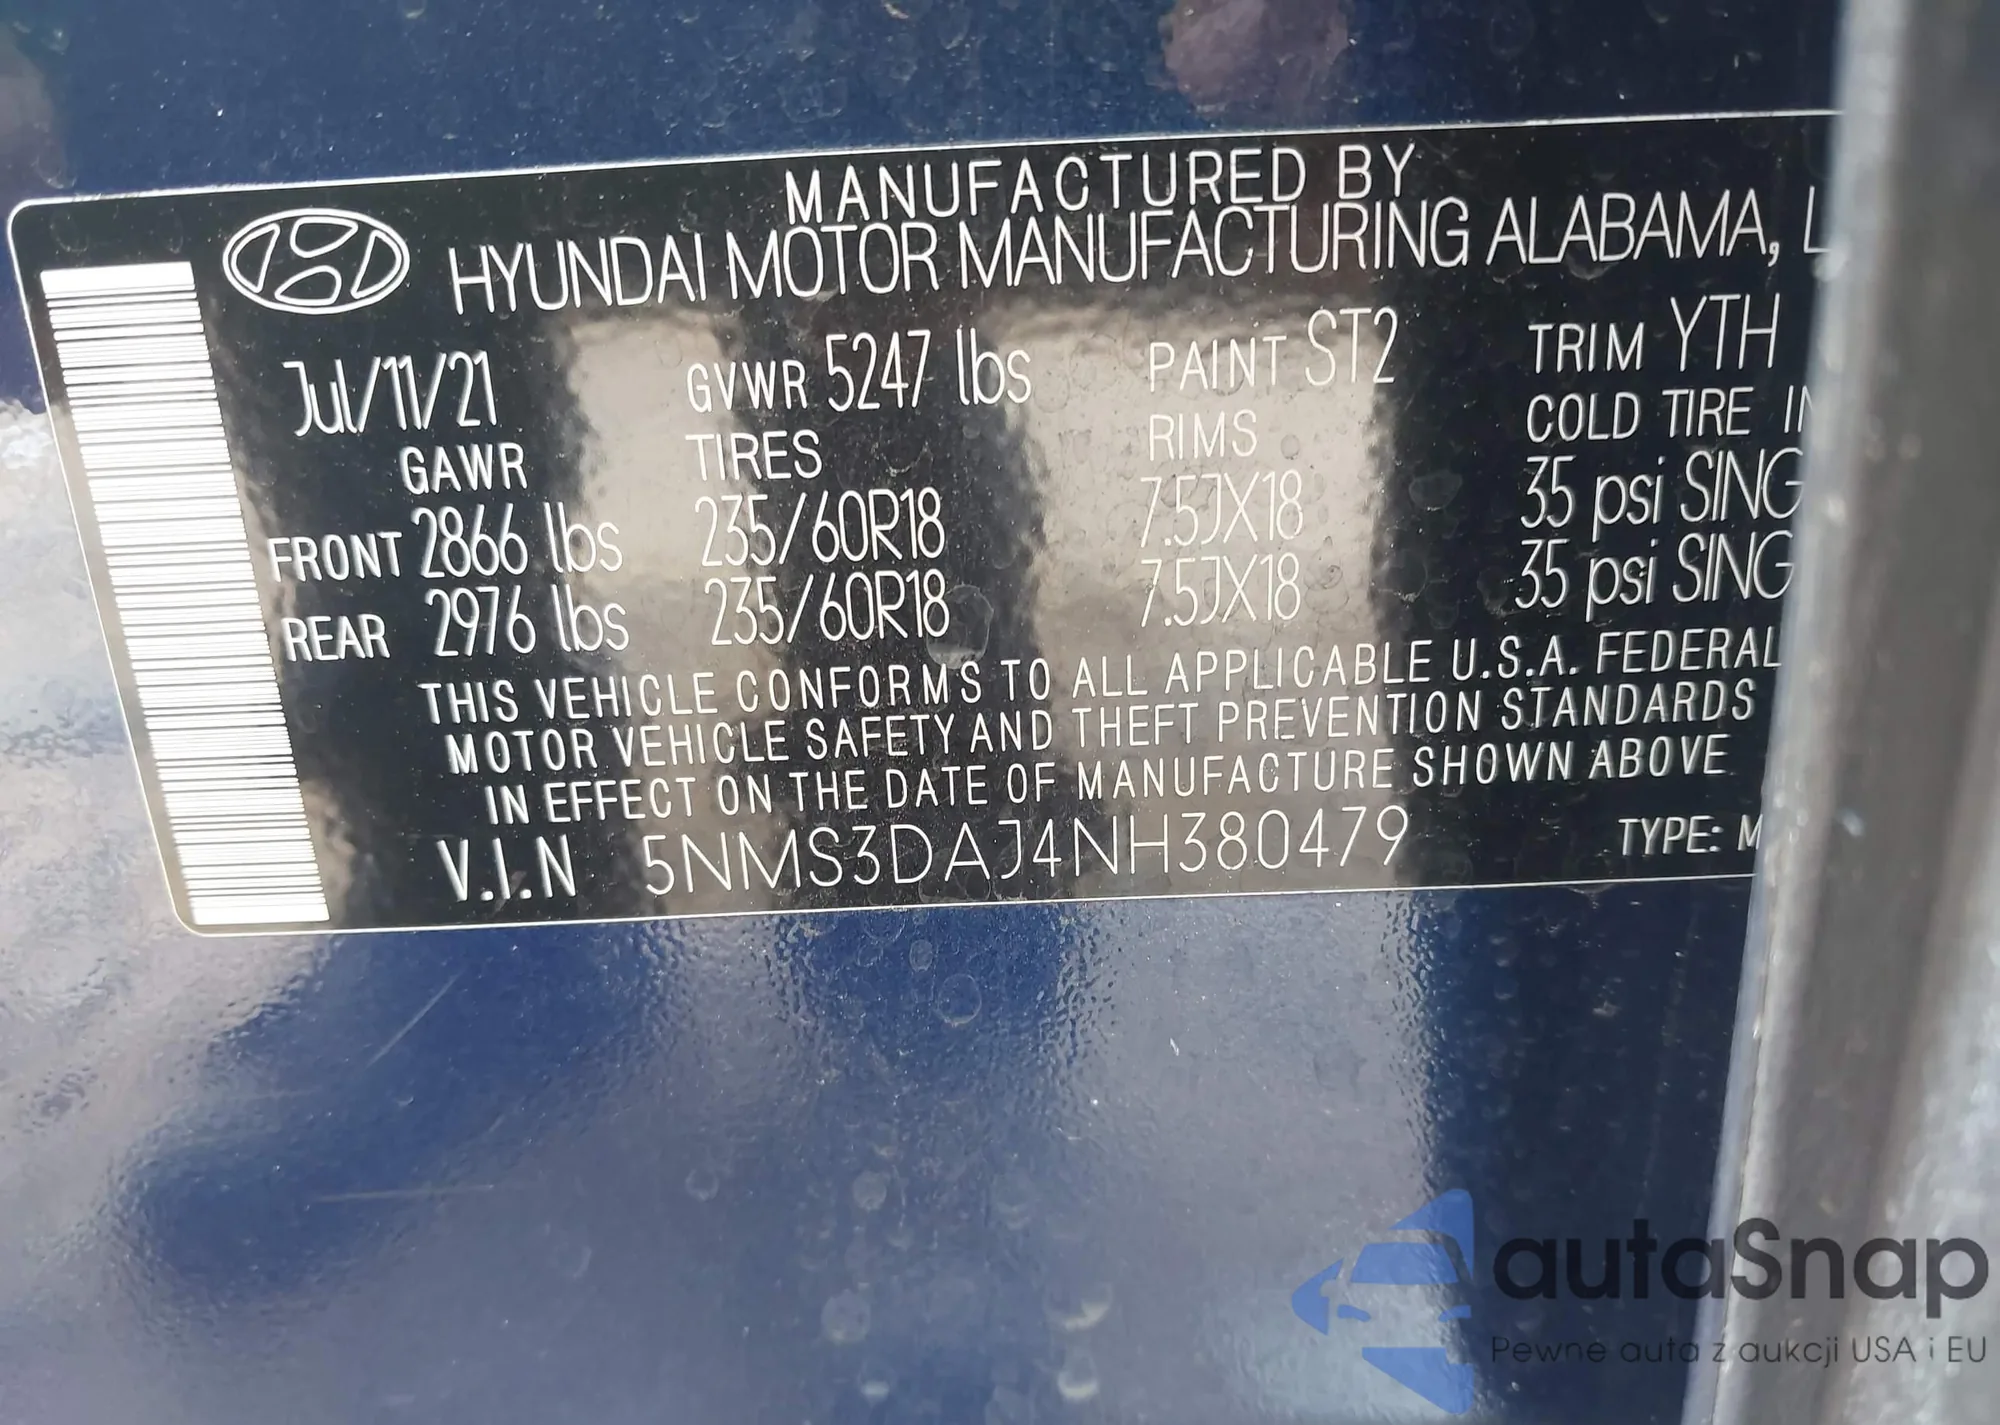 MANUFACTURED BY
HYUNDAI MOTOR MANUFACTURING ALABAMA, L
Jul/11/21 GVWR 5247 lbs PAINT ST2 TRIM YTH
GAWR TIRES RIMS COLD TIRE IN
FRONT 2866 lbs 235/60R18 7.5JX18 35 psi SING
REAR 2976 lbs 235/60R18 7.5JX18 35 psi SING
THIS VEHICLE CONFORMS TO ALL APPLICABLE U.S.A. FEDERAL
MOTOR VEHICLE SAFETY AND THEFT PREVENTION STANDARDS
IN EFFECT ON THE DATE OF MANUFACTURE SHOWN ABOVE
V.I.N 5NMS3DAJ4NH380479 TYPE: M
autaSnap
Pewne auta z aukcji USA i EU